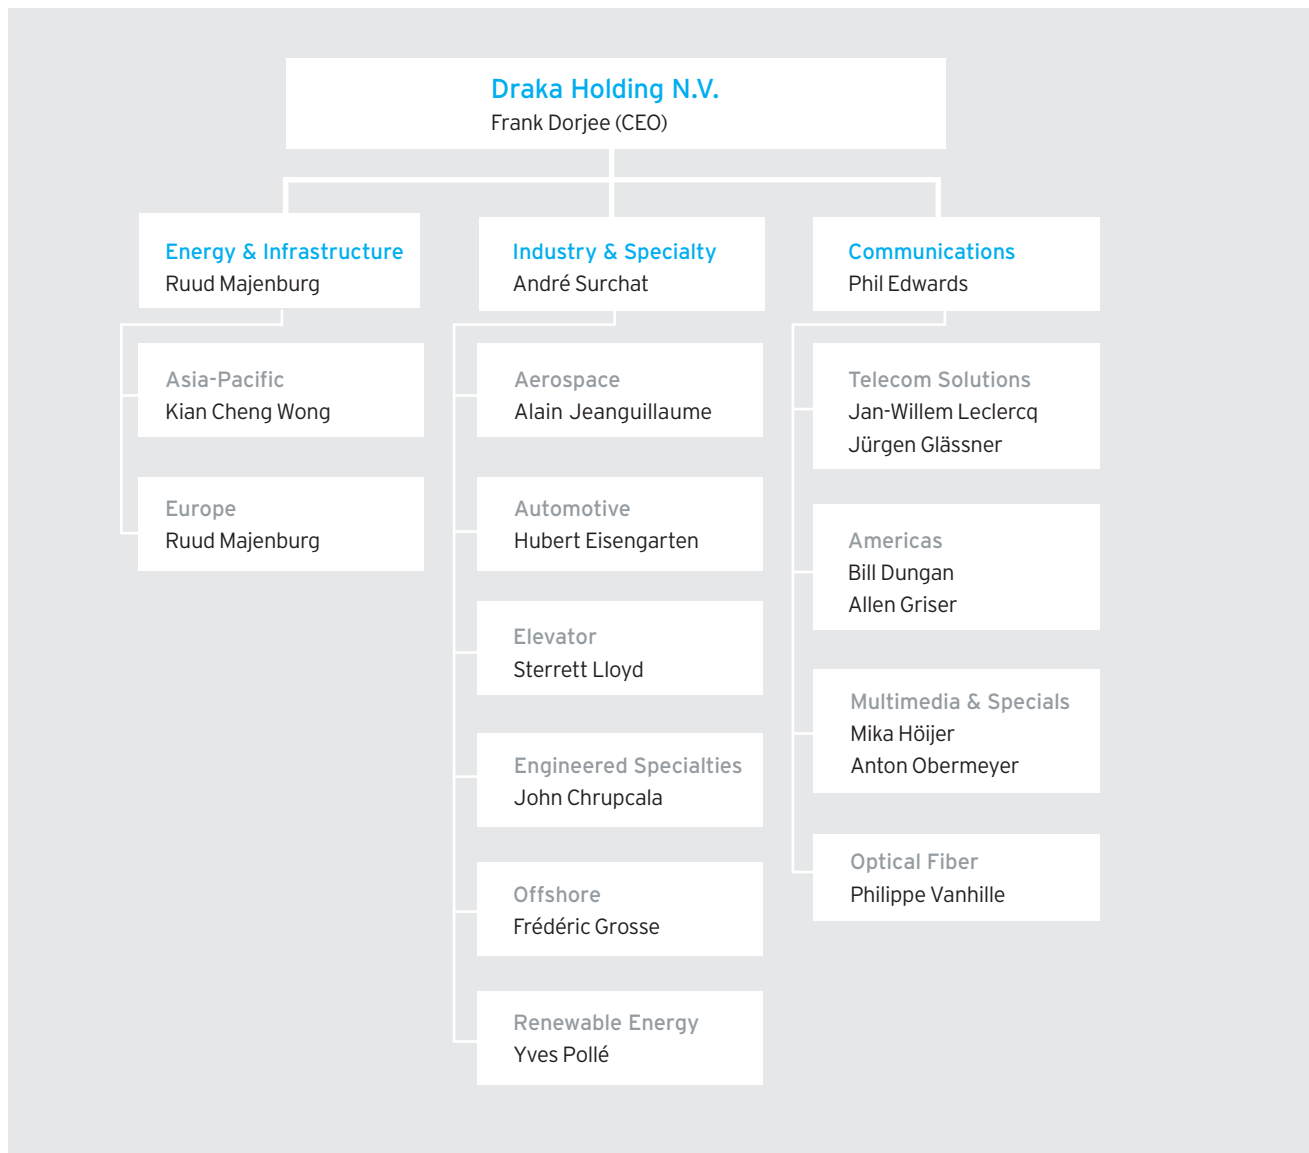 Draka Holding N.V.
Frank Dorjee (CEO)
Energy & Infrastructure
Ruud Majenburg
Asia-Pacific
Kian Cheng Wong
Europe
Ruud Majenburg
Industry & Specialty
André Surchat
Aerospace
Alain Jeanguillaume
Automotive
Hubert Eisengarten
Elevator
Sterrett Lloyd
Engineered Specialties
John Chrupcala
Offshore
Frédéric Grosse
Renewable Energy
Yves Pollé
Communications
Phil Edwards
Telecom Solutions
Jan-Willem Leclercq
Jürgen Glässner
Americas
Bill Dungan
Allen Griser
Multimedia & Specials
Mika Höijer
Anton Obermeyer
Optical Fiber
Philippe Vanhille